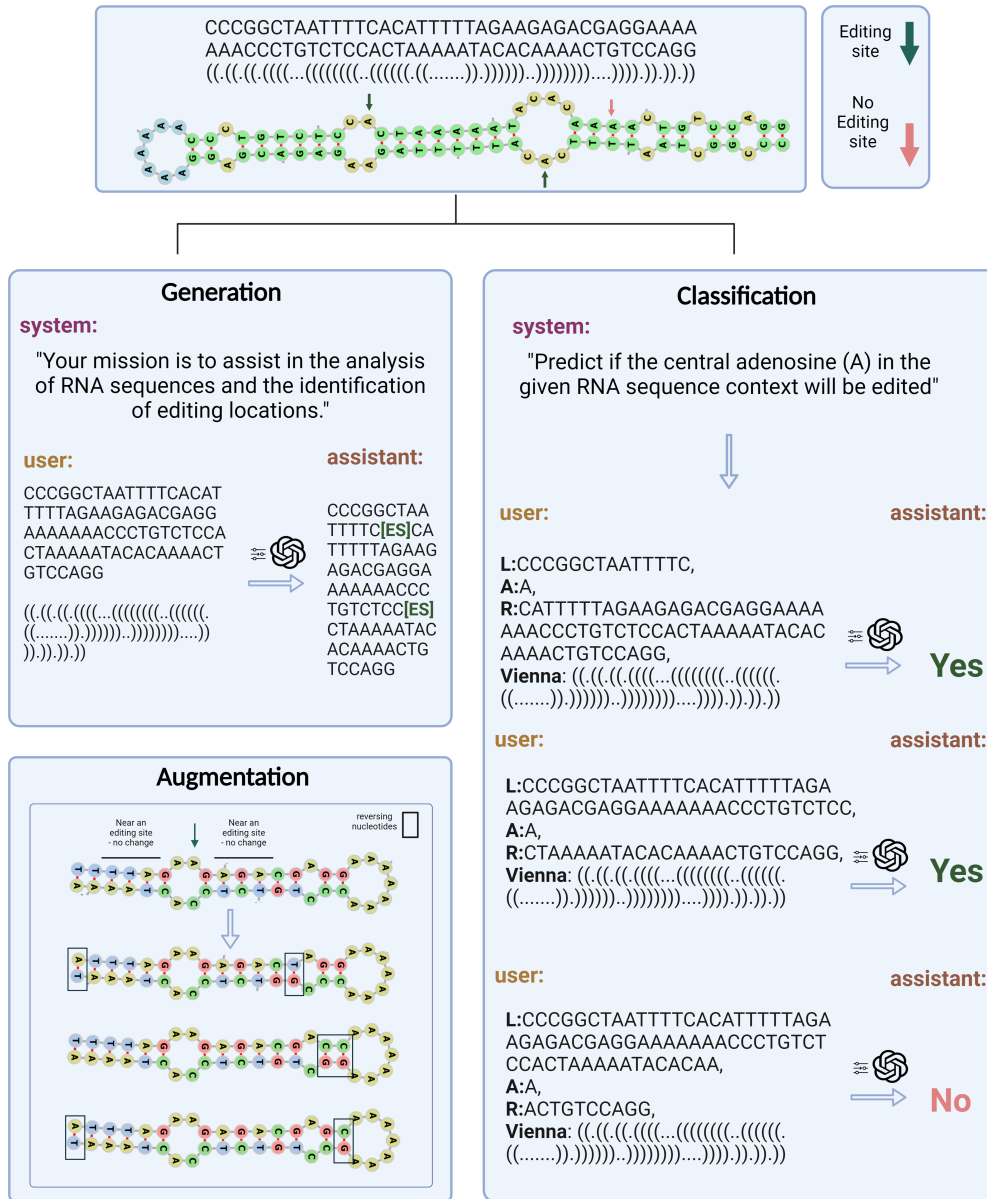 CCCGGCTAATTTTCACATTTTTAGAAGAGACGAGGAAAA
AAACCCTGTCTCCACTAAAAATACACAAAACTGTCCAGG
((.((.((.((((...((((((((..((((((.((.......)).))))))..))))))))....)))).)).)).))
Editing
site
No
Editing
site
Generation
system:
"Your mission is to assist in the analysis
of RNA sequences and the identification
of editing locations."
user:
CCCGGCTAATTTTCACAT
TTTTAGAAGAGACGAGG
AAAAAAACCCTGTCTCCA
CTAAAAATACACAAAACT
GTCCAGG
((.((.((.((((...((((((((..((((((.
((.......)).))))))..))))))))....))
)).)).)).))
assistant:
CCCGGCTAA
TTTTC[ES]CA
TTTTTAGAAG
AGACGAGGA
AAAAAACCC
TGTCTCC[ES]
CTAAAAATAC
ACAAAACTG
TCCAGG
Augmentation
Near an
editing site
- no change
Near an
editing site
- no change
reversing
nucleotides
Classification
system:
"Predict if the central adenosine (A) in the
given RNA sequence context will be edited"
user:
assistant:
L:CCCGGCTAATTTTC,
A:A,
R:CATTTTTAGAAGAGACGAGGAAAA
AAACCCTGTCTCCACTAAAAATACAC
AAAACTGTCCAGG,
Vienna: ((.((.((.((((...((((((((..((((((.
((.......)).))))))..))))))))....)))).)).)).))
Yes
user:
assistant:
L:CCCGGCTAATTTTCACATTTTTAGA
AGAGACGAGGAAAAAAACCCTGTCTCC,
A:A,
R:CTAAAAATACACAAAACTGTCCAGG,
Vienna: ((.((.((.((((...((((((((..((((((.
((.......)).))))))..))))))))....)))).)).)).))
Yes
user:
assistant:
L:CCCGGCTAATTTTCACATTTTTAGA
AGAGACGAGGAAAAAAACCCTGTCT
CCACTAAAAATACACAA,
A:A,
R:ACTGTCCAGG,
Vienna: ((.((.((.((((...((((((((..((((((.
((.......)).))))))..))))))))....)))).)).)).))
No